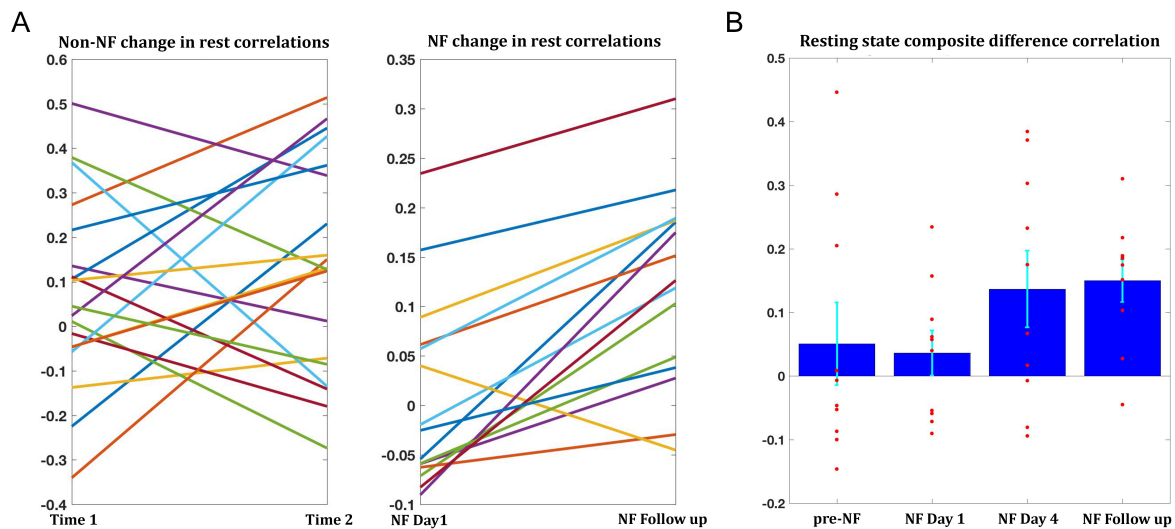 A
Non-NF change in rest correlations
0.6
0.5
0.4
0.3
0.2
0.1
0
-0.1
-0.2
-0.3
-0.4
Time 1
Time 2
NF change in rest correlations
0.35
0.3
0.25
0.2
0.15
0.1
0.05
0
-0.05
-0.1
NF Day1
NF Follow up
B
Resting state composite difference correlation
0.5
0.4
0.3
0.2
0.1
0
-0.1
-0.2
pre-NF
NF Day 1
NF Day 4
NF Follow up